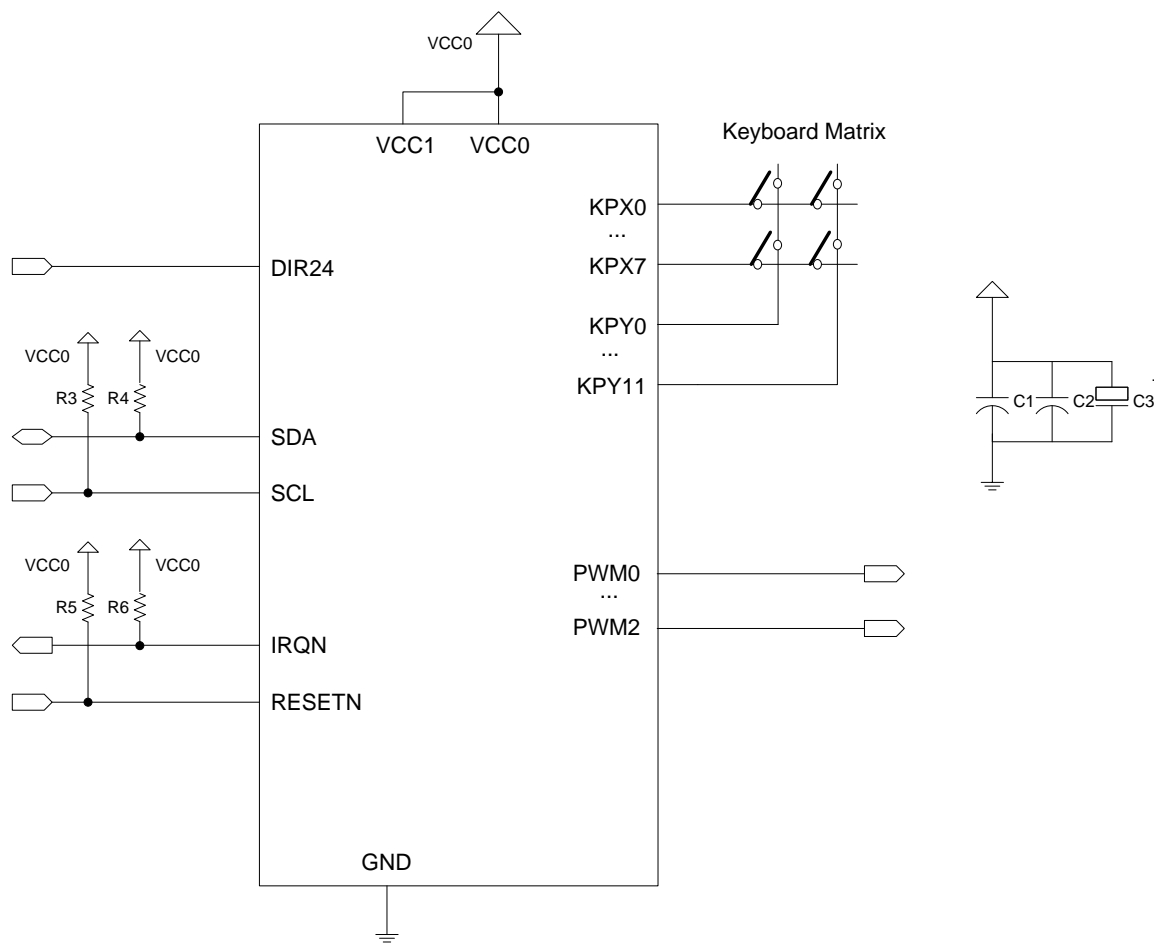 VCC0
VCC1 VCC0
Keyboard Matrix
KPX0
...
DIR24
KPX7
KPY0
...
KPY11
VCC0 VCC0
R3 R4
C1 C2 C3
SDA
SCL
VCC0 VCC0
PWM0
...
R5 R6
PWM2
IRQN
RESETN
GND